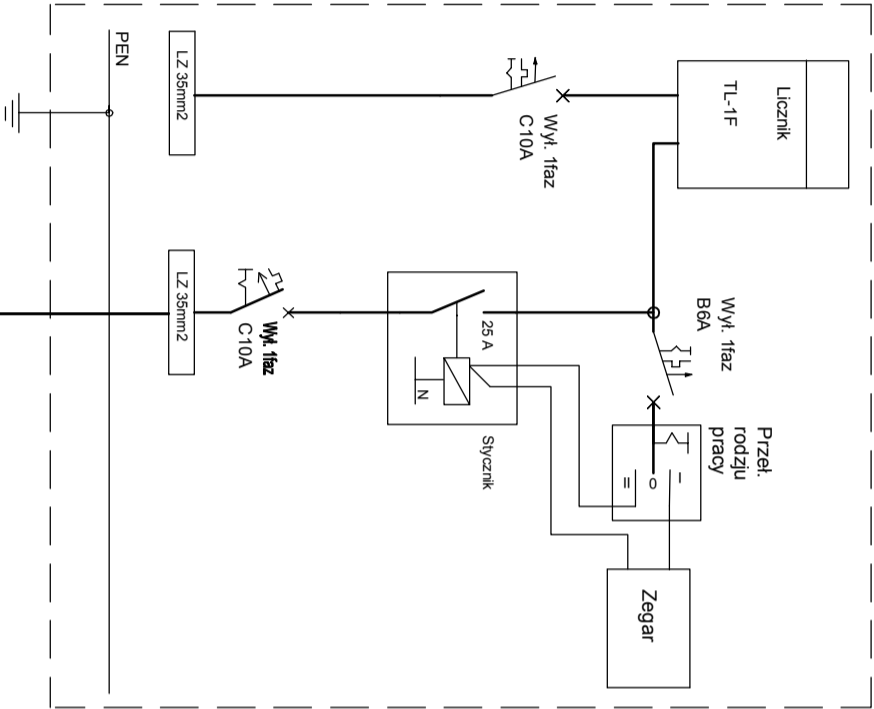 PEN
LZ 35mm2
Wył. 1faz
C10A
Licznik
TL-1F
LZ 35mm2
Wył. 1faz
C10A
25 A
N
Stycznik
Wył. 1faz
B6A
Przeł.
rodzju
pracy
I
O
II
Zegar